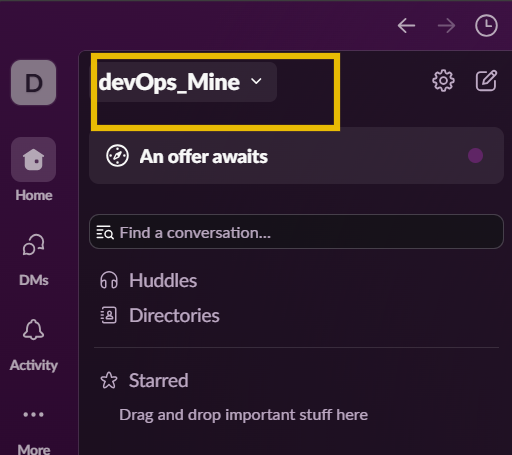 D
devOps_Mine
An offer awaits
Home
Find a conversation...
DMs
Huddles
Directories
Activity
Starred
Drag and drop important stuff here
More